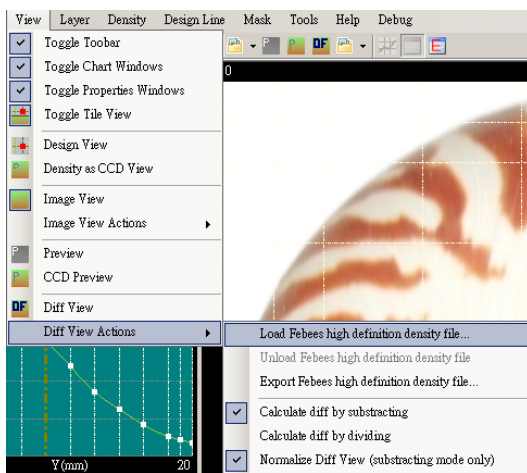 View Layer Density Design Line Mask Tools Help Debug
Toggle Toobar
Toggle Chart Windows
Toggle Properties Windows
Toggle Tile View
Design View
Density as CCD View
Image View
Image View Actions
Preview
CCD Preview
Diff View
Diff View Actions
Load Febees high definition density file...
Unload Febees high definition density file
Export Febees high definition density file...
Calculate diff by substracting
Calculate diff by dividing
Normalize Diff View (substracting mode only)
0
P P DF
E
P
P
P
DF
Y(mm) 20